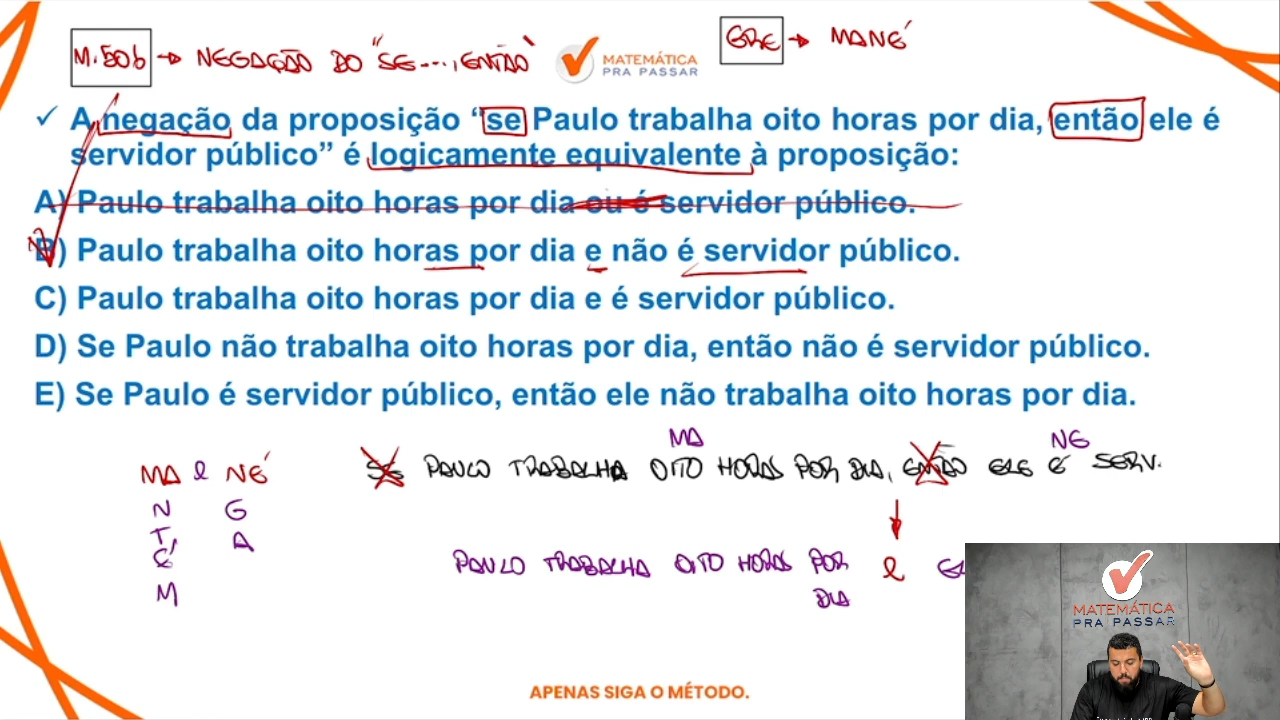 M.50b → NEGAÇÃO DO "SE...,ENTÃO"
MATEMÁTICA
PRA PASSAR
→ MANÉ
✓ A negação da proposição “se Paulo trabalha oito horas por dia, então ele é
servidor público” é logicamente equivalente à proposição:
A) Paulo trabalha oito horas por dia ou é servidor público.
B) Paulo trabalha oito horas por dia e não é servidor público.
C) Paulo trabalha oito horas por dia e é servidor público.
D) Se Paulo não trabalha oito horas por dia, então não é servidor público.
E) Se Paulo é servidor público, então ele não trabalha oito horas por dia.
MA NE
MA e NÉ
SE PAULO TRABALHA OITO HORAS POR DIA, ENTÃO ELE É SERV.
N G
T A
É
M
PAULO TRABALHA OITO HORAS POR e
DIA
MATEMÁTICA
PRA PASSAR
APENAS SIGA O MÉTODO.